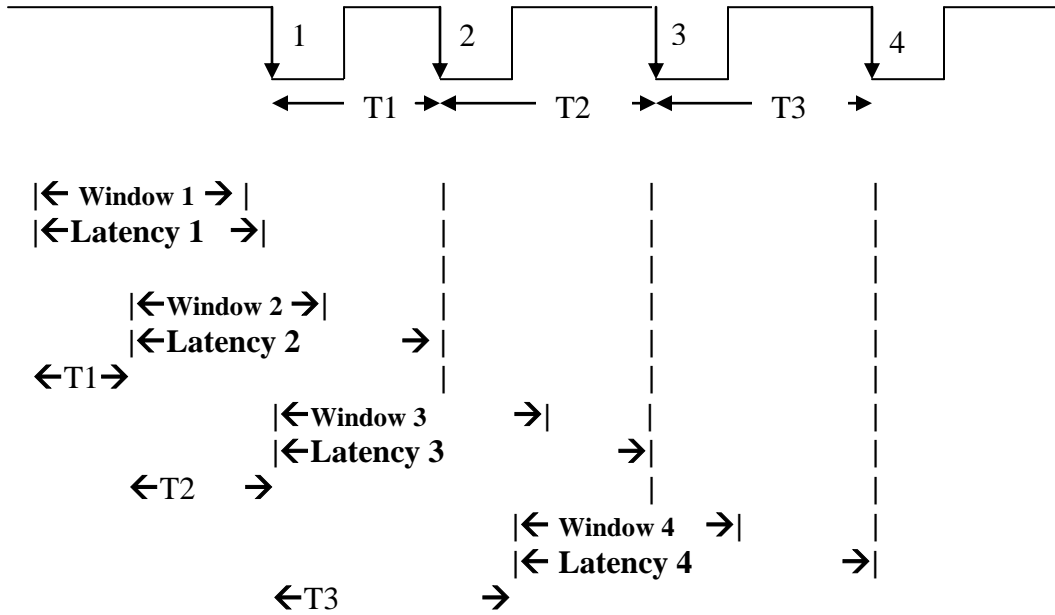 1 2 3 4
T1 T2 T3
|← Window 1 → |
|←Latency 1 →|
|←Window 2 →|
|←Latency 2 →|
←T1→
|←Window 3 →|
|←Latency 3 →|
←T2 →
|← Window 4 →|
|← Latency 4 →|
←T3 →